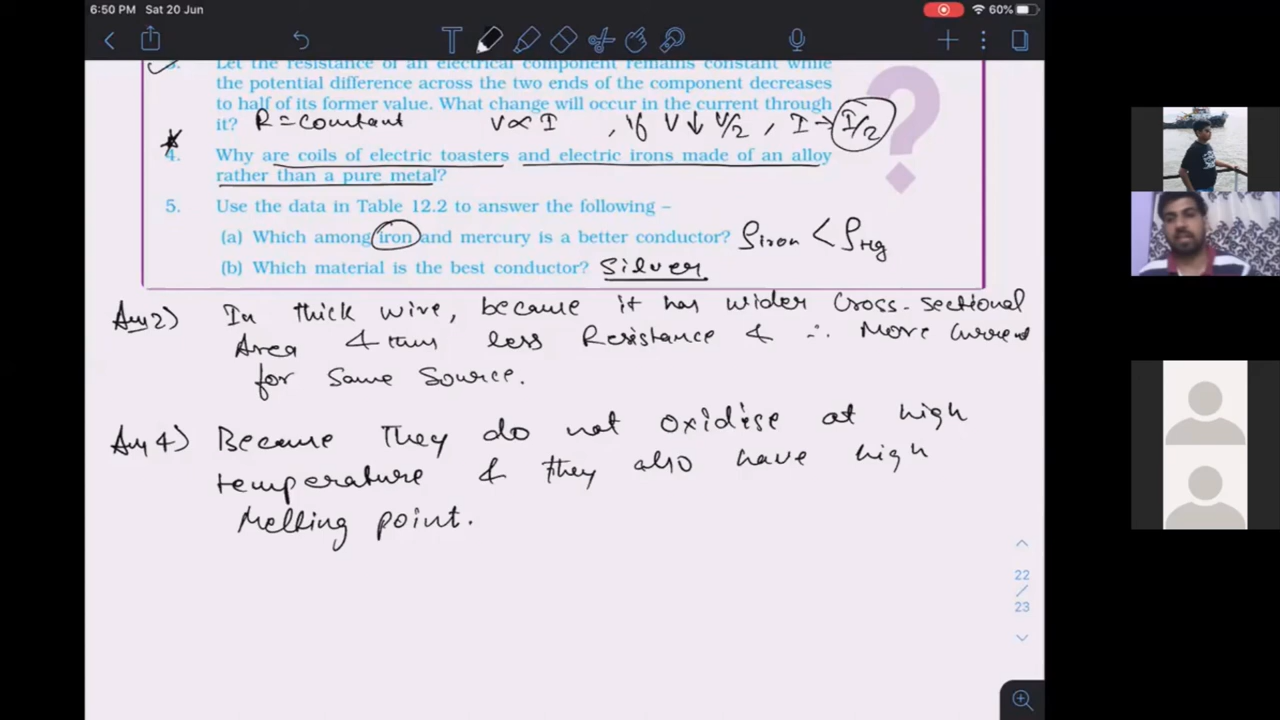 6:50 PM Sat 20 Jun
60%
Let the resistance of an electrical component remains constant while
the potential difference across the two ends of the component decreases
to half of its former value. What change will occur in the current through
it? R = constant V ∝ I , if V ↓ V/2 , I → I/2
4. Why are coils of electric toasters and electric irons made of an alloy
rather than a pure metal?
5. Use the data in Table 12.2 to answer the following –
(a) Which among iron and mercury is a better conductor? ρiron < ρHg
(b) Which material is the best conductor? Silver
Ans 2) In thick wire, because it has wider Cross-sectional
Area & thus less Resistance & ∴ More Current
for Same Source.
Ans 4) Because They do not oxidise at high
temperature & they also have high
Melting point.
22
/
23